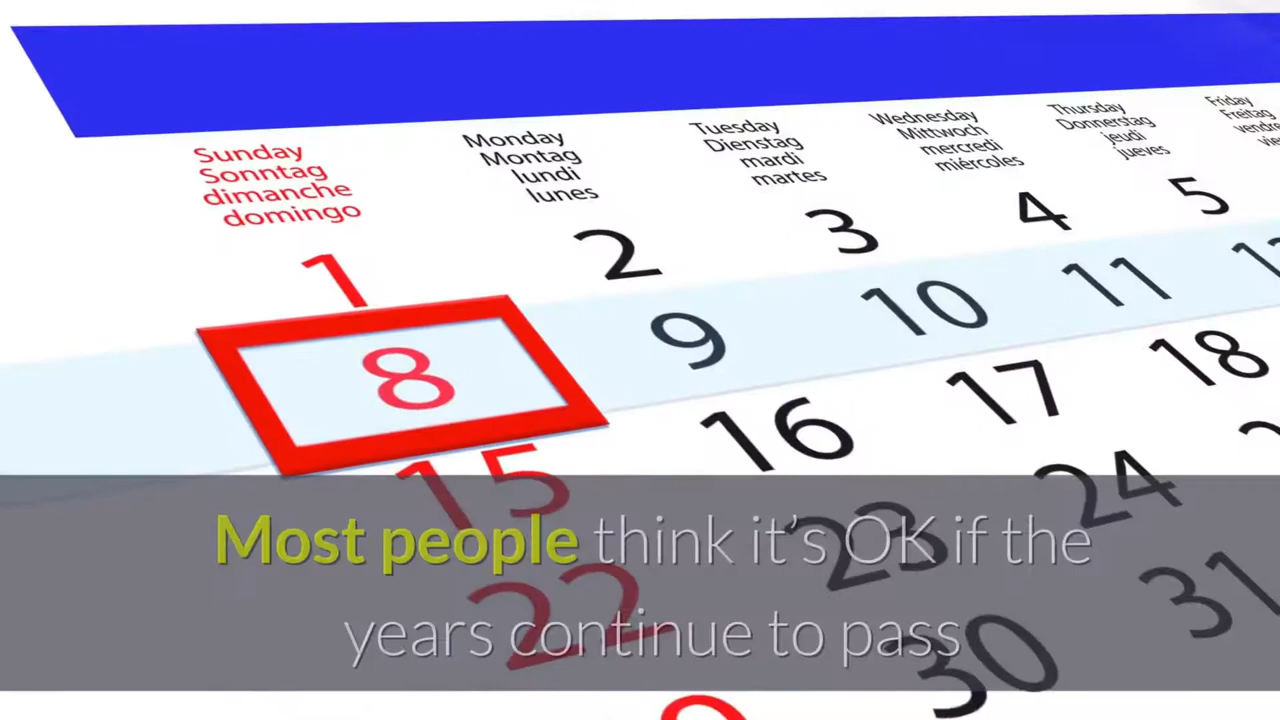 Sunday Monday Tuesday Wednesday Thursday Friday
Sonntag Montag Dienstag Mittwoch Donnerstag Freitag
dimanche lundi mardi mercredi jeudi
domingo lunes martes miércoles jueves
1 2 3 4 5
8 9 10 11
15 16 17 18
22 23 24
30 31
Most people think it's OK if the
years continue to pass